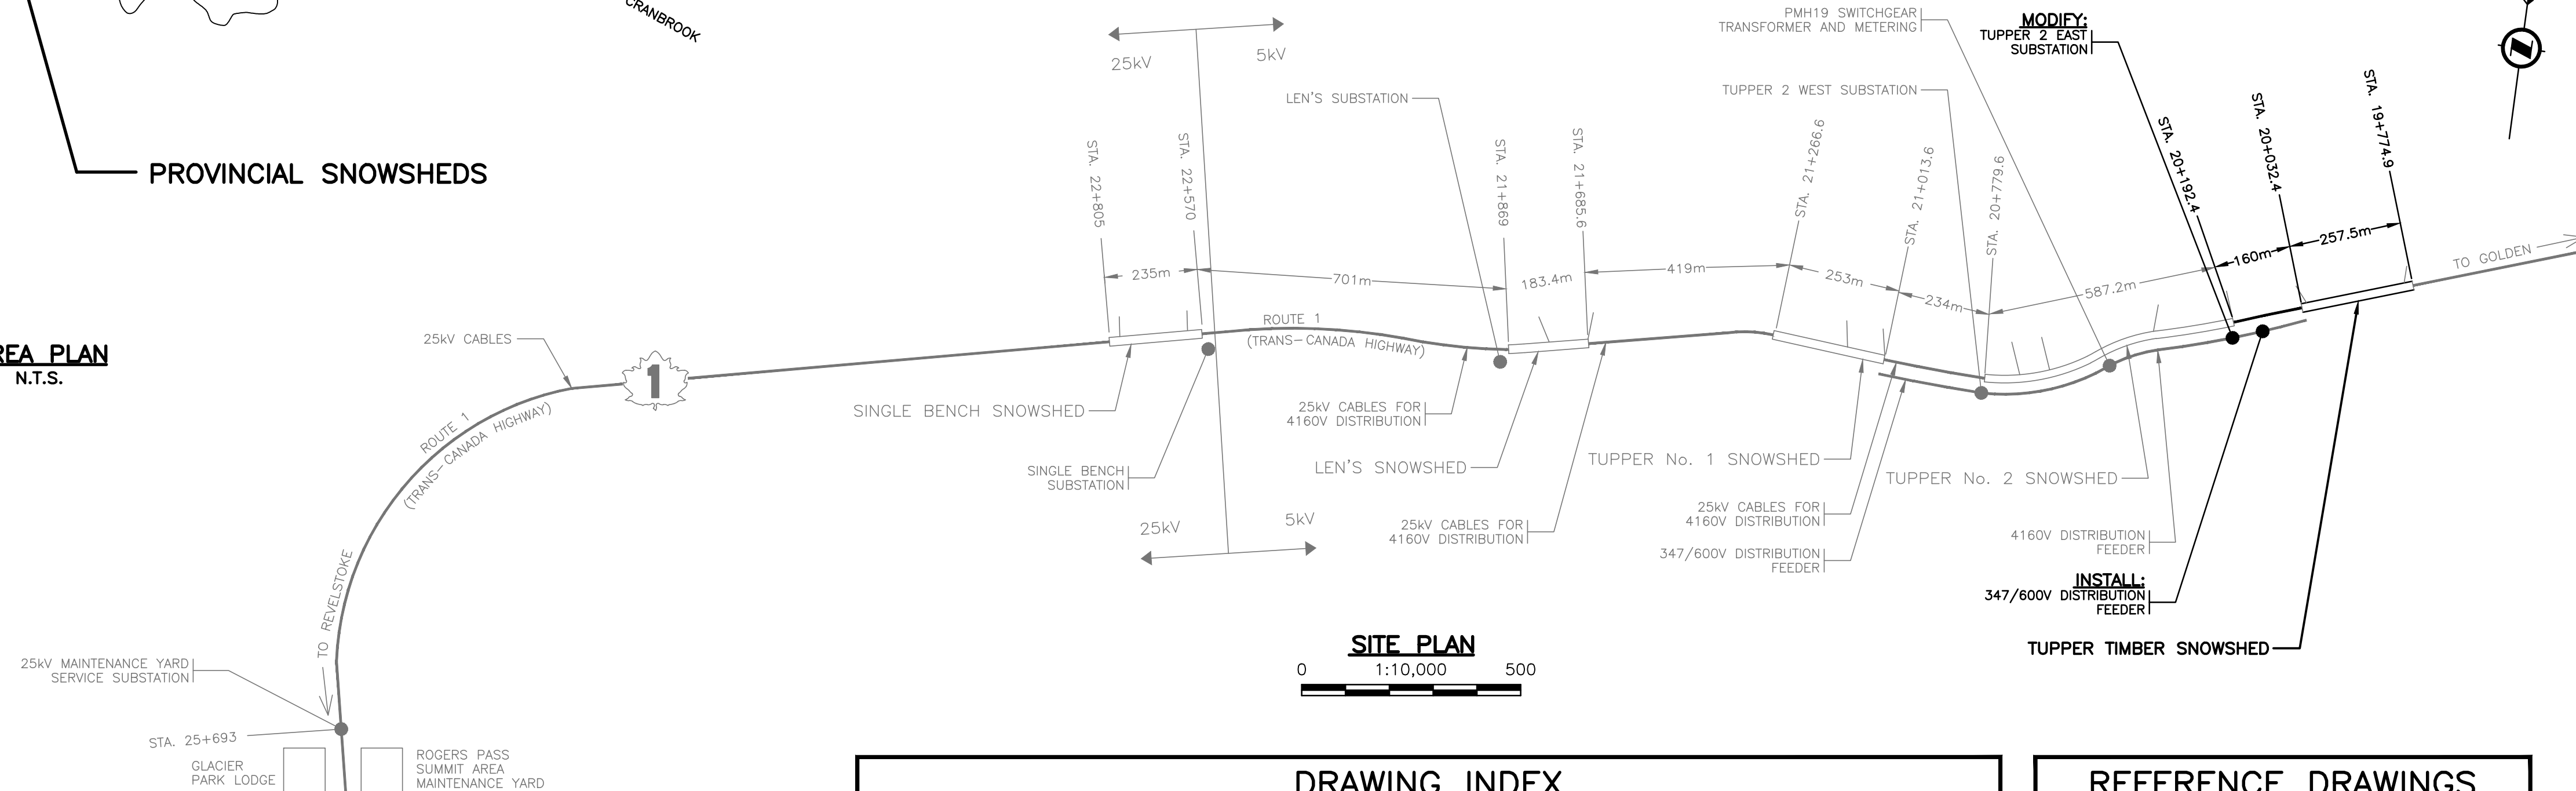 CRANBROOK
PROVINCIAL SNOWSHEDS
REA PLAN
N.T.S.
25kV
5kV
PMH19 SWITCHGEAR
TRANSFORMER AND METERING
MODIFY:
TUPPER 2 EAST
SUBSTATION
LEN'S SUBSTATION
TUPPER 2 WEST SUBSTATION
STA. 22+805
STA. 22+570
STA. 21+869
STA. 21+685.6
STA. 21+266.6
STA. 21+013.6
STA. 20+779.6
STA. 20+192.4
STA. 20+032.4
STA. 19+774.9
235m
701m
183.4m
419m
253m
234m
587.2m
160m
257.5m
TO GOLDEN
25kV CABLES
1
ROUTE 1
(TRANS-CANADA HIGHWAY)
ROUTE 1
(TRANS-CANADA HIGHWAY)
SINGLE BENCH SNOWSHED
25kV CABLES FOR
4160V DISTRIBUTION
SINGLE BENCH
SUBSTATION
LEN'S SNOWSHED
TUPPER No. 1 SNOWSHED
TUPPER No. 2 SNOWSHED
25kV
5kV
25kV CABLES FOR
4160V DISTRIBUTION
25kV CABLES FOR
4160V DISTRIBUTION
347/600V DISTRIBUTION
FEEDER
4160V DISTRIBUTION
FEEDER
INSTALL:
347/600V DISTRIBUTION
FEEDER
TUPPER TIMBER SNOWSHED
TO REVELSTOKE
25kV MAINTENANCE YARD
SERVICE SUBSTATION
STA. 25+693
GLACIER
PARK LODGE
ROGERS PASS
SUMMIT AREA
MAINTENANCE YARD
SITE PLAN
0 1:10,000 500
DRAWING INDEX
REFERENCE DRAWINGS